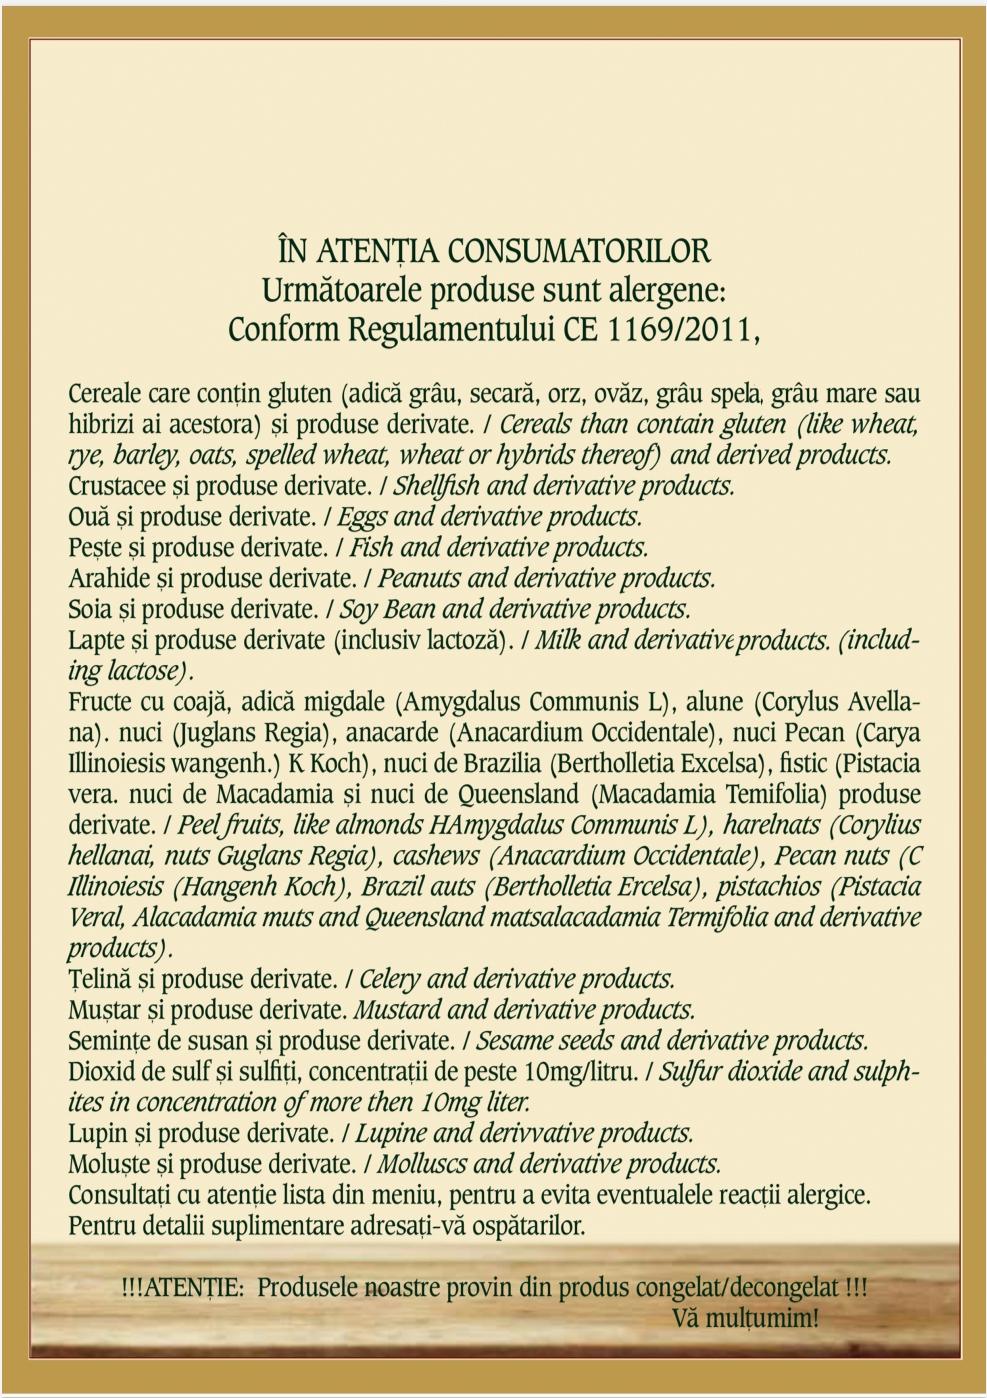 ÎN ATENȚIA CONSUMATORILOR
Următoarele produse sunt alergene:
Conform Regulamentului CE 1169/2011,
Cereale care conțin gluten (adică grâu, secară, orz, ovăz, grâu spela, grâu mare sau
hibrizi ai acestora) și produse derivate. / Cereals than contain gluten (like wheat,
rye, barley, oats, spelled wheat, wheat or hybrids thereof) and derived products.
Crustacee și produse derivate. / Shellfish and derivative products.
Ouă și produse derivate. / Eggs and derivative products.
Pește și produse derivate. / Fish and derivative products.
Arahide și produse derivate. / Peanuts and derivative products.
Soia și produse derivate. / Soy Bean and derivative products.
Lapte și produse derivate (inclusiv lactoză). / Milk and derivative products. (includ-
ing lactose).
Fructe cu coajă, adică migdale (Amygdalus Communis L), alune (Corylus Avella-
na). nuci (Juglans Regia), anacarde (Anacardium Occidentale), nuci Pecan (Carya
Illinoiesis wangenh.) K Koch), nuci de Brazilia (Bertholletia Excelsa), fistic (Pistacia
vera. nuci de Macadamia și nuci de Queensland (Macadamia Temifolia) produse
derivate. / Peel fruits, like almonds HAmygdalus Communis L), harelnats (Corylius
hellanai, nuts Guglans Regia), cashews (Anacardium Occidentale), Pecan nuts (C
Illinoiesis (Hangenh Koch), Brazil auts (Bertholletia Ercelsa), pistachios (Pistacia
Veral, Alacadamia muts and Queensland matsalacadamia Termifolia and derivative
products).
Țelină și produse derivate. / Celery and derivative products.
Muștar și produse derivate. Mustard and derivative products.
Semințe de susan și produse derivate. / Sesame seeds and derivative products.
Dioxid de sulf și sulfiți, concentrații de peste 10mg/litru. / Sulfur dioxide and sulph-
ites in concentration of more then 10mg liter.
Lupin și produse derivate. / Lupine and derivvative products.
Moluște și produse derivate. / Molluscs and derivative products.
Consultați cu atenție lista din meniu, pentru a evita eventualele reacții alergice.
Pentru detalii suplimentare adresați-vă ospătarilor.
!!!ATENȚIE: Produsele noastre provin din produs congelat/decongelat !!!
Vă mulțumim!